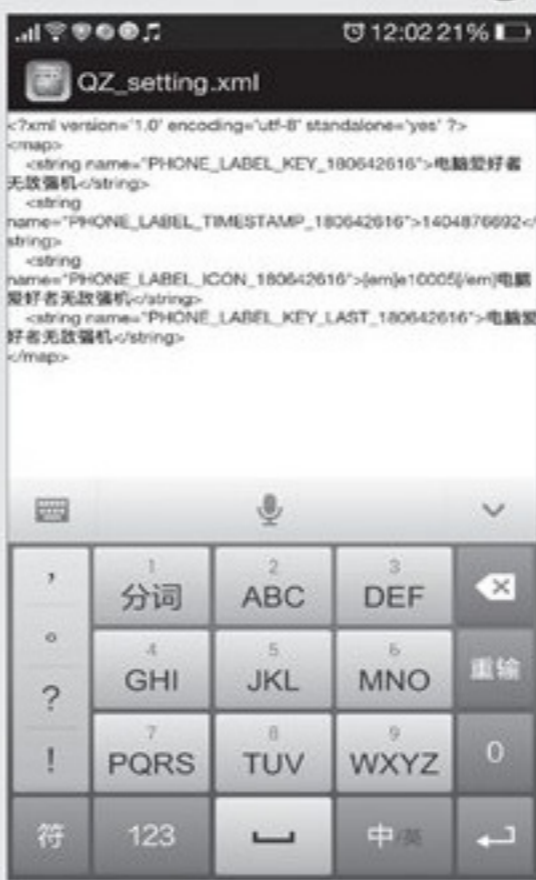 12:02 21%
QZ_setting.xml
<?xml version='1.0' encoding='utf-8' standalone='yes' ?>
<map>
<string name="PHONE_LABEL_KEY_180642616">电脑爱好者
无敌强机</string>
<string
name="PHONE_LABEL_TIMESTAMP_180642616">1404876692</
string>
<string
name="PHONE_LABEL_ICON_180642616">[em]e10005[/em]电脑
爱好者无敌强机</string>
<string name="PHONE_LABEL_KEY_LAST_180642616">电脑爱
好者无敌强机</string>
</map>
， 1 分词 2 ABC 3 DEF
。 4 GHI 5 JKL 6 MNO 重输
?
! 7 PQRS 8 TUV 9 WXYZ 0
符 123 中/英